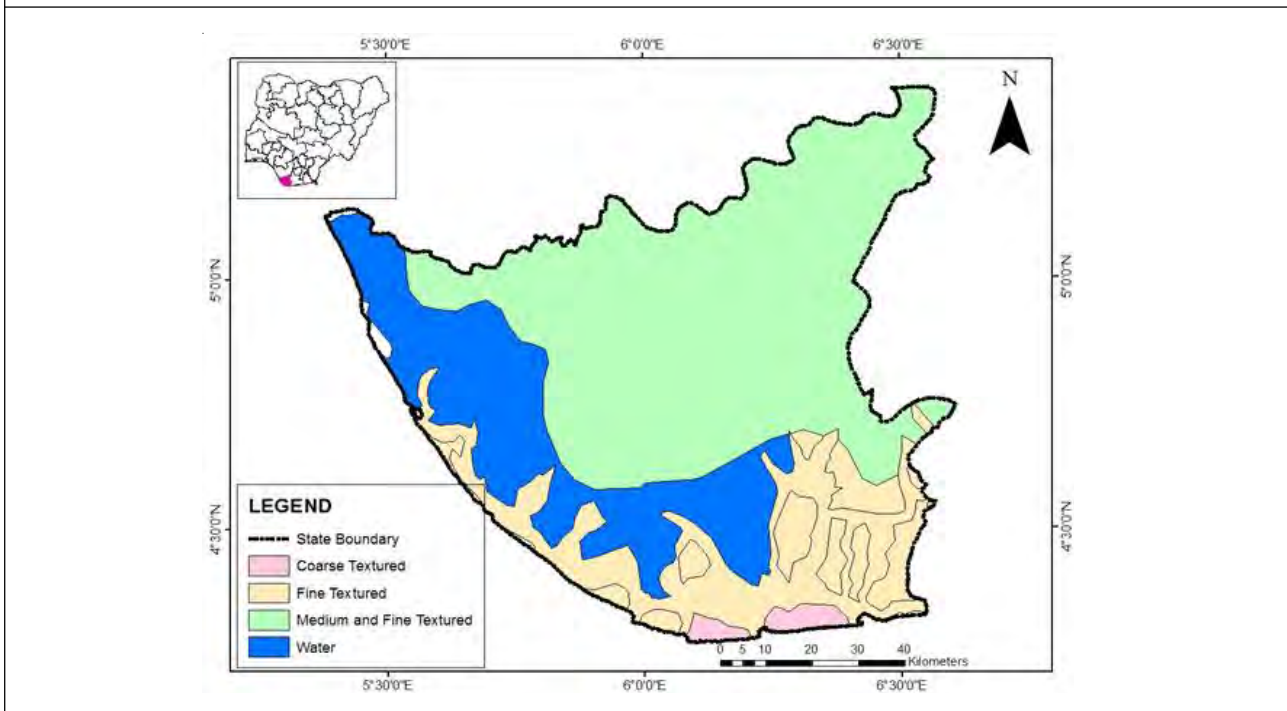 5°30'0"E 6°0'0"E 6°30'0"E
N
5°0'0"N 5°0'0"N
4°30'0"N 4°30'0"N
LEGEND
State Boundary
Coarse Textured
Fine Textured
Medium and Fine Textured
Water
0 5 10 20 30 40
Kilometers
5°30'0"E 6°0'0"E 6°30'0"E